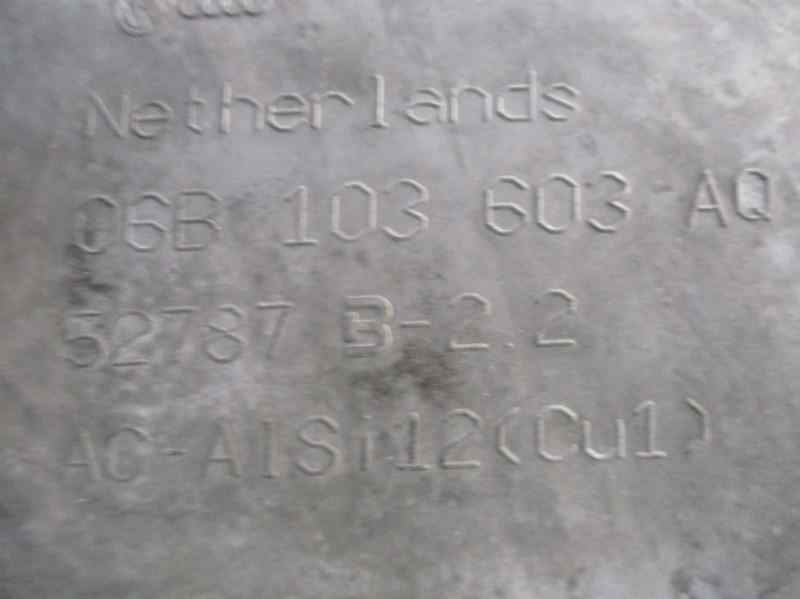 Netherlands
06B 103 603 AQ
52787 B-2.2
AC-AlSi12(Cu1)